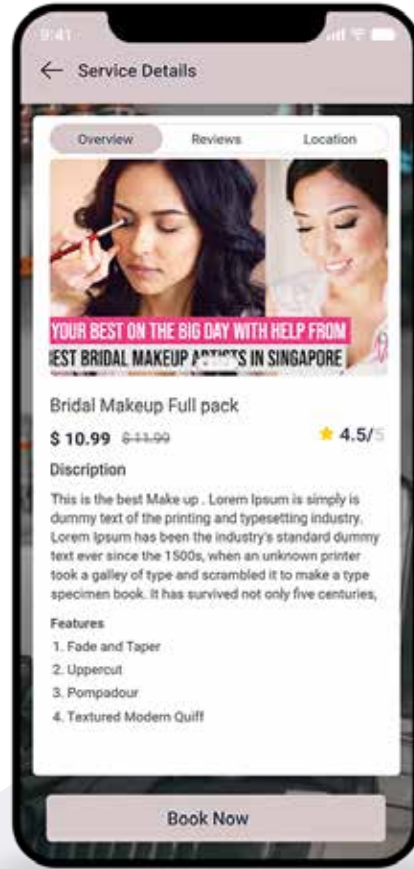 9:41
Service Details
Overview Reviews Location
YOUR BEST ON THE BIG DAY WITH HELP FROM
EST BRIDAL MAKEUP ARTISTS IN SINGAPORE
Bridal Makeup Full pack
$ 10.99 $ 11.99 4.5/5
Discription
This is the best Make up . Lorem Ipsum is simply is
dummy text of the printing and typesetting industry.
Lorem Ipsum has been the industry's standard dummy
text ever since the 1500s, when an unknown printer
took a galley of type and scrambled it to make a type
specimen book. It has survived not only five centuries,
Features
1. Fade and Taper
2. Uppercut
3. Pompadour
4. Textured Modern Quiff
Book Now